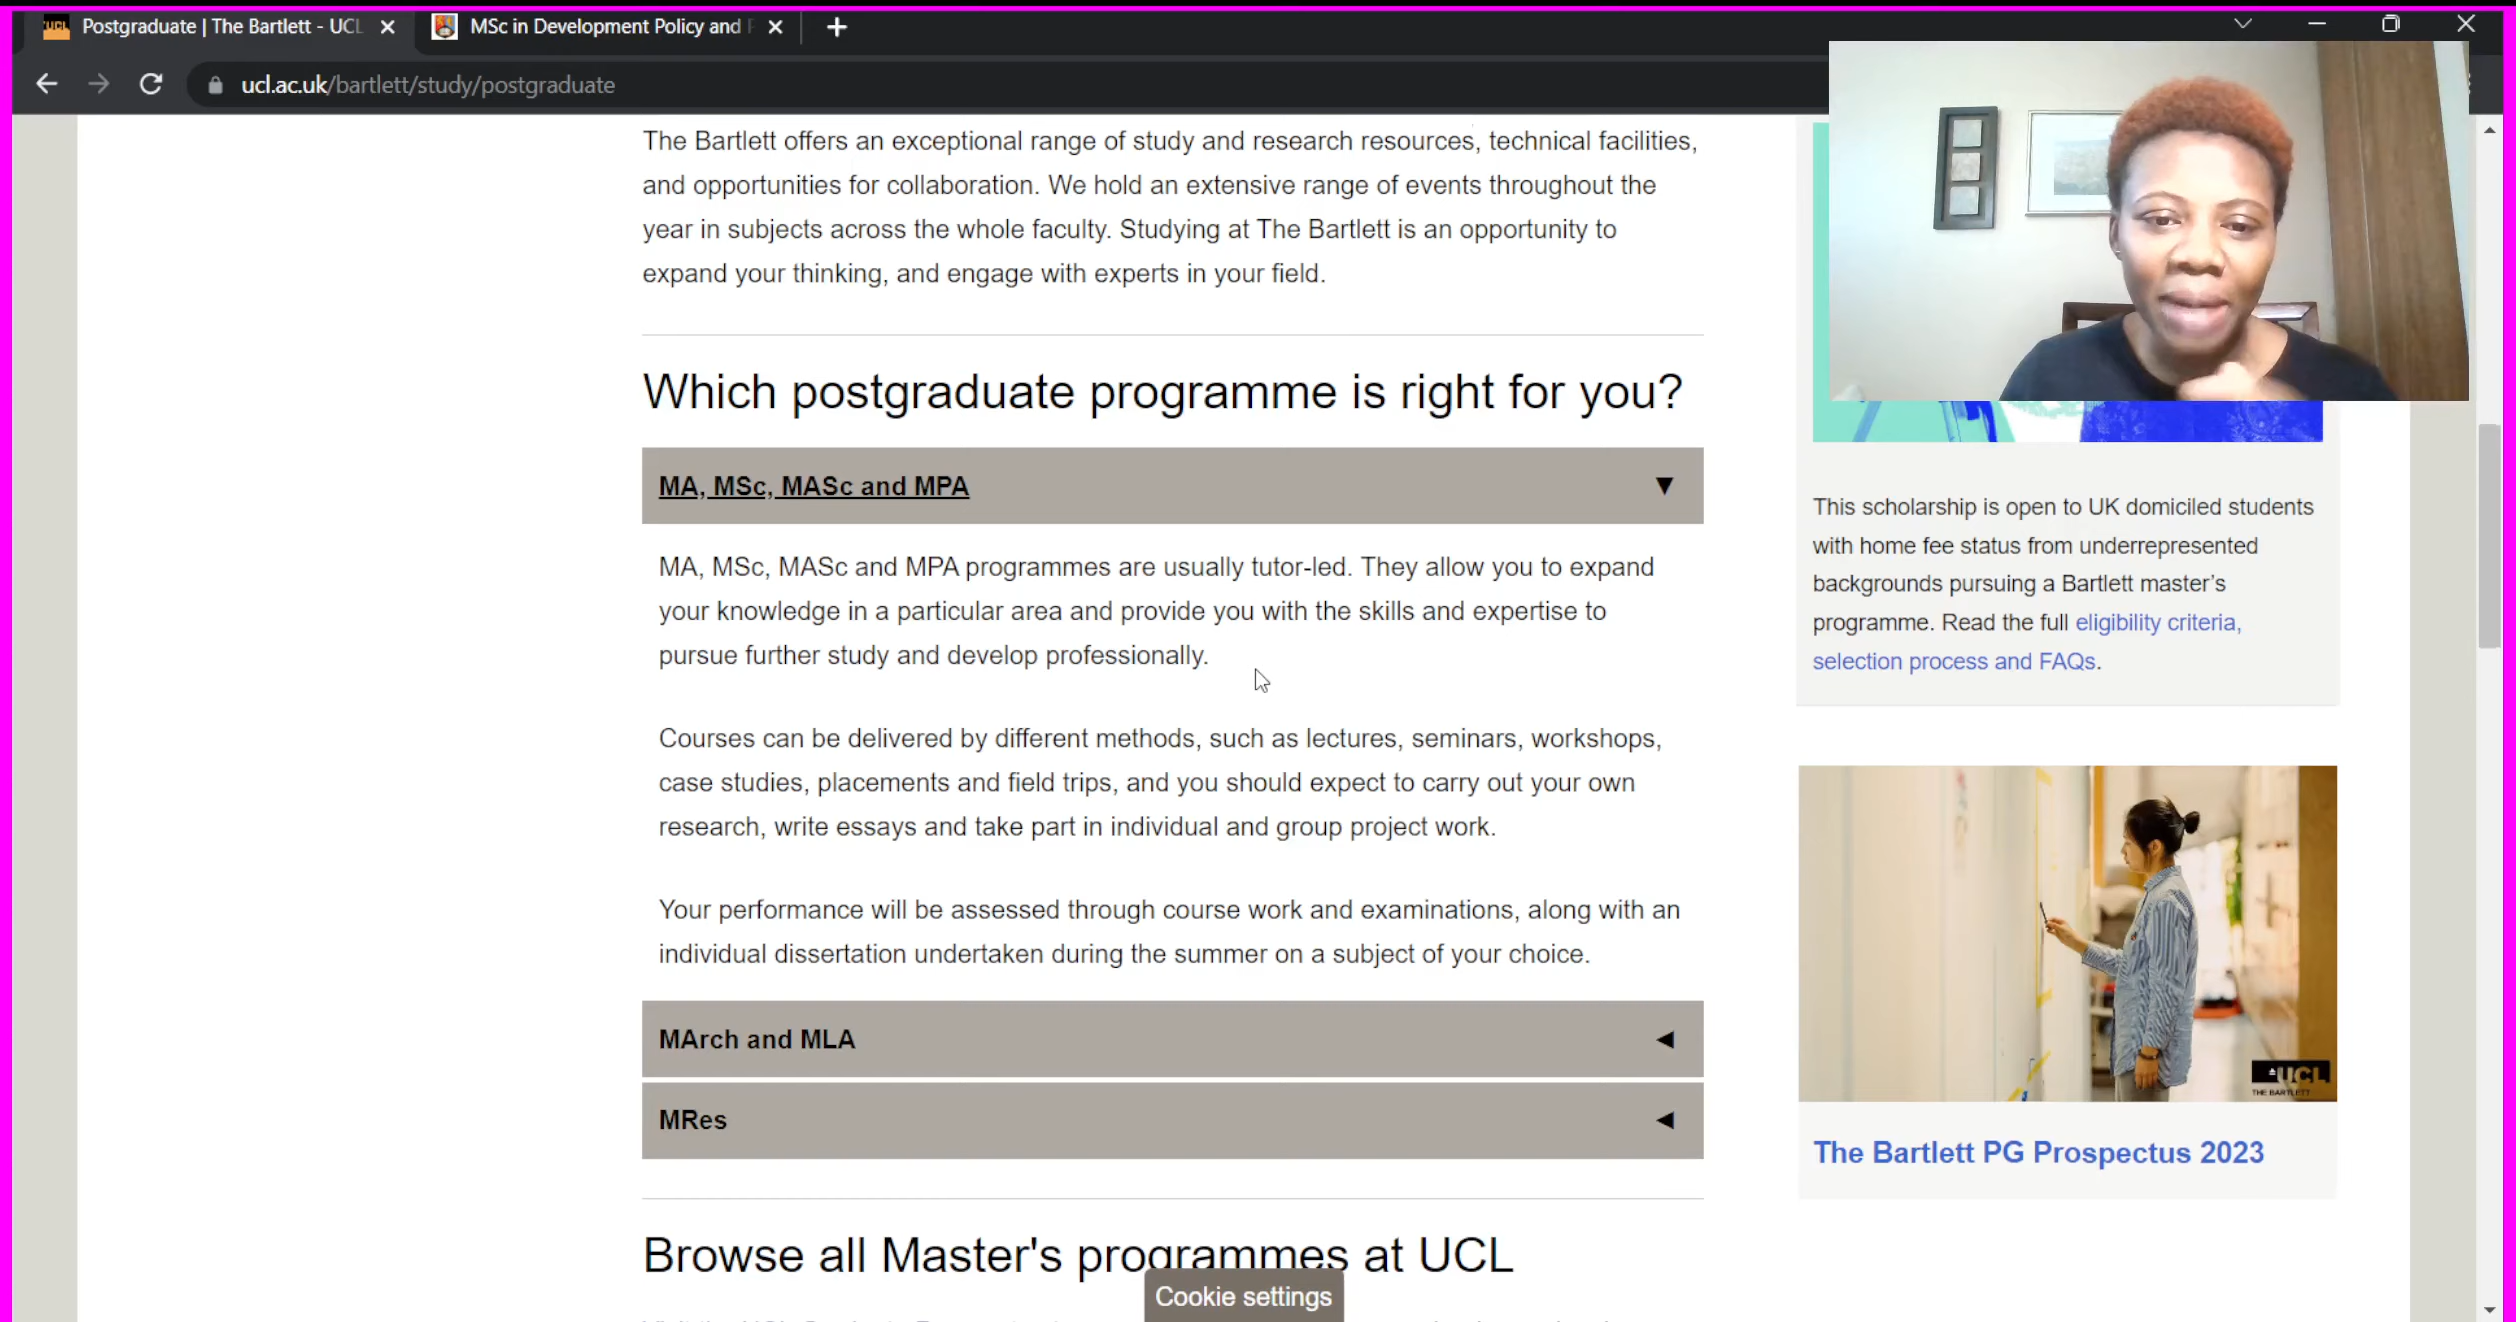 Postgraduate | The Bartlett - UCL
MSc in Development Policy and
ucl.ac.uk/bartlett/study/postgraduate
The Bartlett offers an exceptional range of study and research resources, technical facilities,
and opportunities for collaboration. We hold an extensive range of events throughout the
year in subjects across the whole faculty. Studying at The Bartlett is an opportunity to
expand your thinking, and engage with experts in your field.
Which postgraduate programme is right for you?
MA, MSc, MASc and MPA
MA, MSc, MASc and MPA programmes are usually tutor-led. They allow you to expand
your knowledge in a particular area and provide you with the skills and expertise to
pursue further study and develop professionally.
Courses can be delivered by different methods, such as lectures, seminars, workshops,
case studies, placements and field trips, and you should expect to carry out your own
research, write essays and take part in individual and group project work.
Your performance will be assessed through course work and examinations, along with an
individual dissertation undertaken during the summer on a subject of your choice.
MArch and MLA
MRes
Browse all Master's programmes at UCL
Cookie settings
This scholarship is open to UK domiciled students
with home fee status from underrepresented
backgrounds pursuing a Bartlett master’s
programme. Read the full eligibility criteria,
selection process and FAQs.
UCL
THE BARTLETT
The Bartlett PG Prospectus 2023